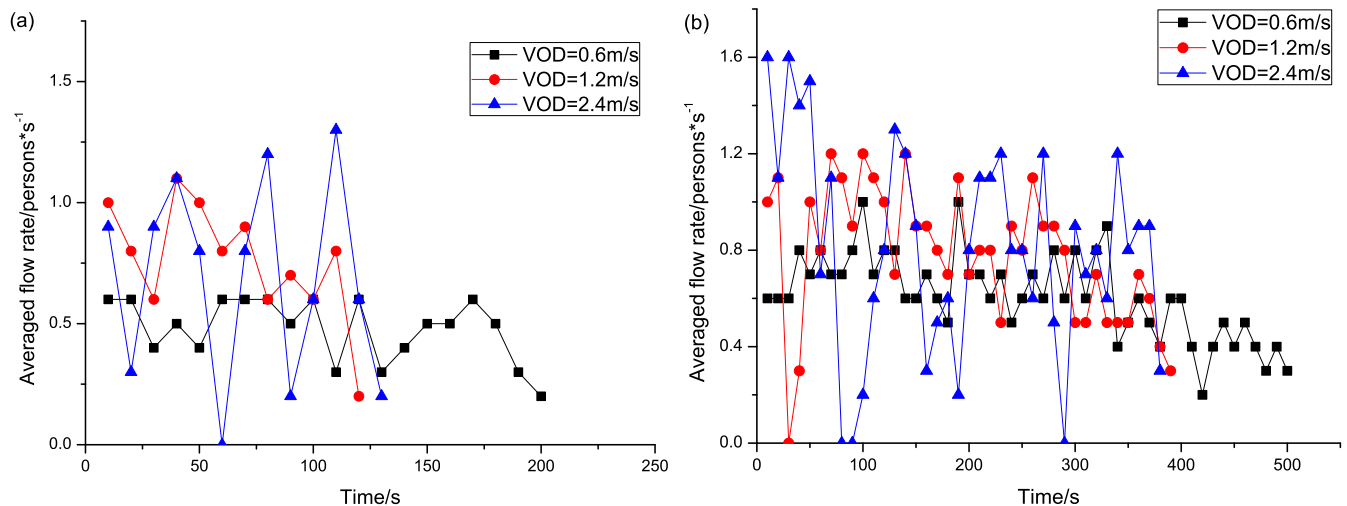 (a)
VOD=0.6m/s
VOD=1.2m/s
VOD=2.4m/s
Averaged flow rate/persons*s⁻¹
1.5
1.0
0.5
0.0
0 50 100 150 200 250
Time/s
(b)
VOD=0.6m/s
VOD=1.2m/s
VOD=2.4m/s
Averaged flow rate/persons*s⁻¹
1.6
1.2
0.8
0.4
0.0
0 100 200 300 400 500
Time/s